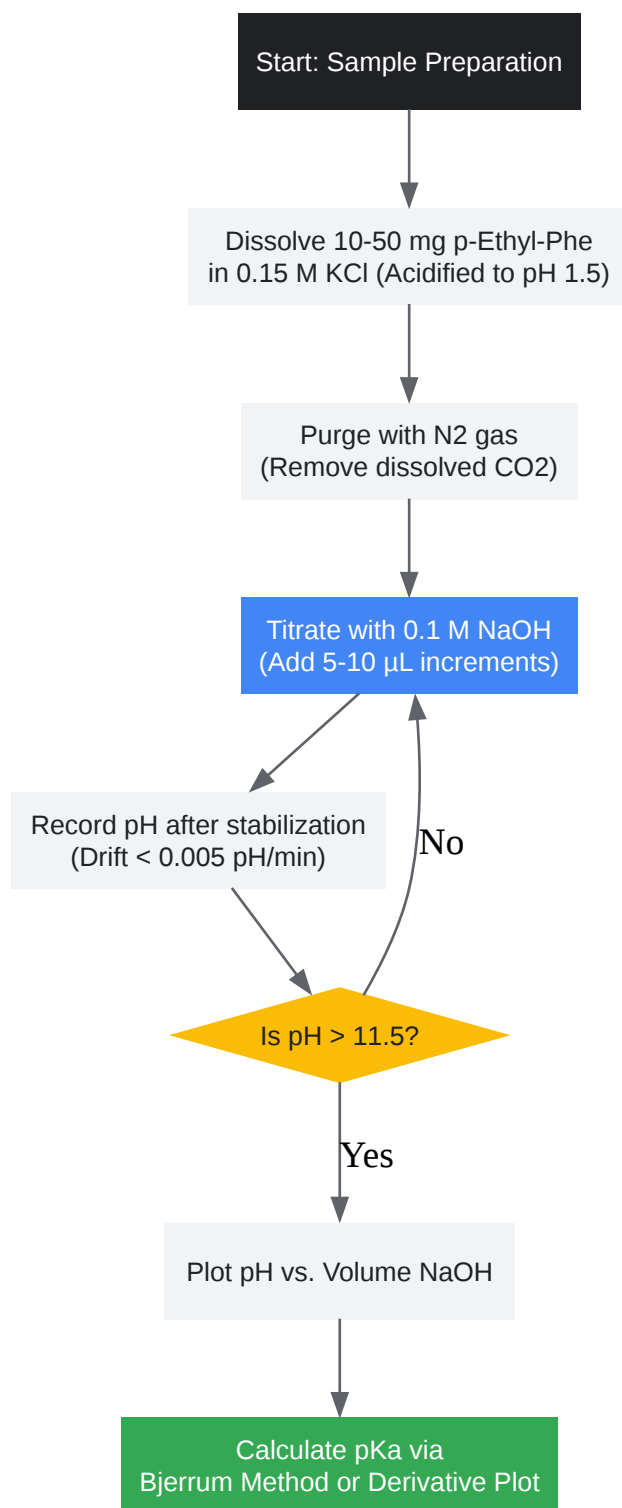 Start: Sample Preparation
Dissolve 10-50 mg p-Ethyl-Phe
in 0.15 M KCl (Acidified to pH 1.5)
Purge with N2 gas
(Remove dissolved CO2)
Titrate with 0.1 M NaOH
(Add 5-10 µL increments)
Record pH after stabilization
(Drift < 0.005 pH/min)
No
Is pH > 11.5?
Yes
Plot pH vs. Volume NaOH
Calculate pKa via
Bjerrum Method or Derivative Plot